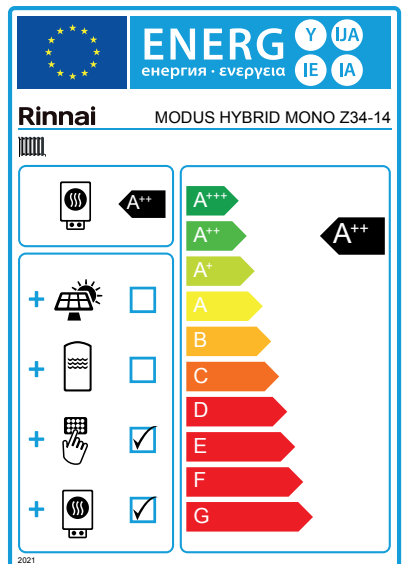 ENERG Y IJA
енергия · ενεργεια IE IA
Rinnai MODUS HYBRID MONO Z34-14
A++
A+++
A++
A++
A+
A
B
C
D
E
F
G
2021